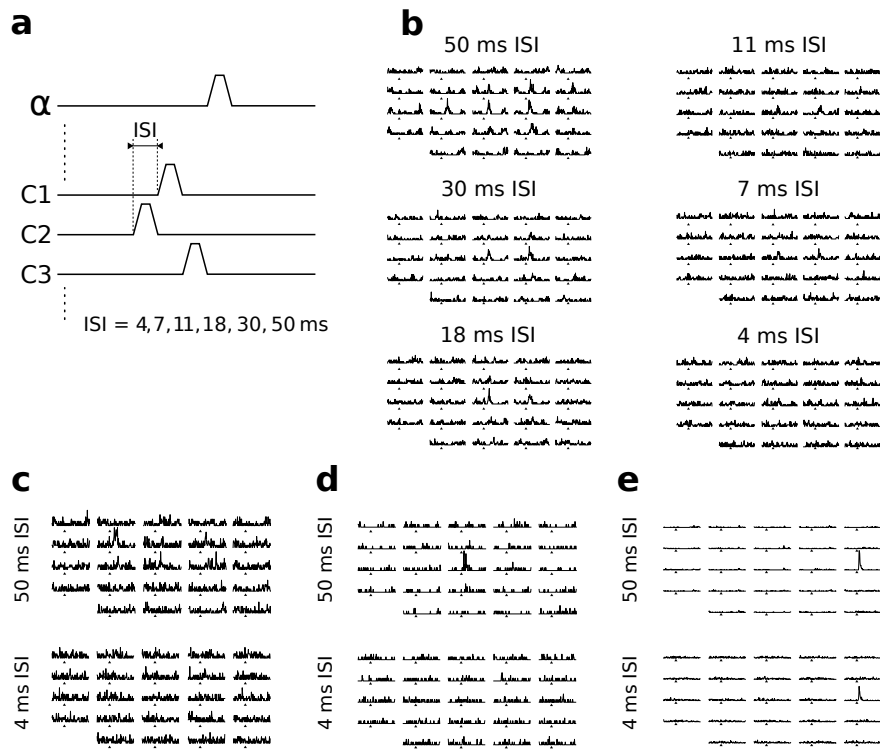 a
α
ISI
C1
C2
C3
ISI = 4,7,11,18,30,50 ms
b
50 ms ISI
11 ms ISI
30 ms ISI
7 ms ISI
18 ms ISI
4 ms ISI
c
50 ms ISI
4 ms ISI
d
50 ms ISI
4 ms ISI
e
50 ms ISI
4 ms ISI